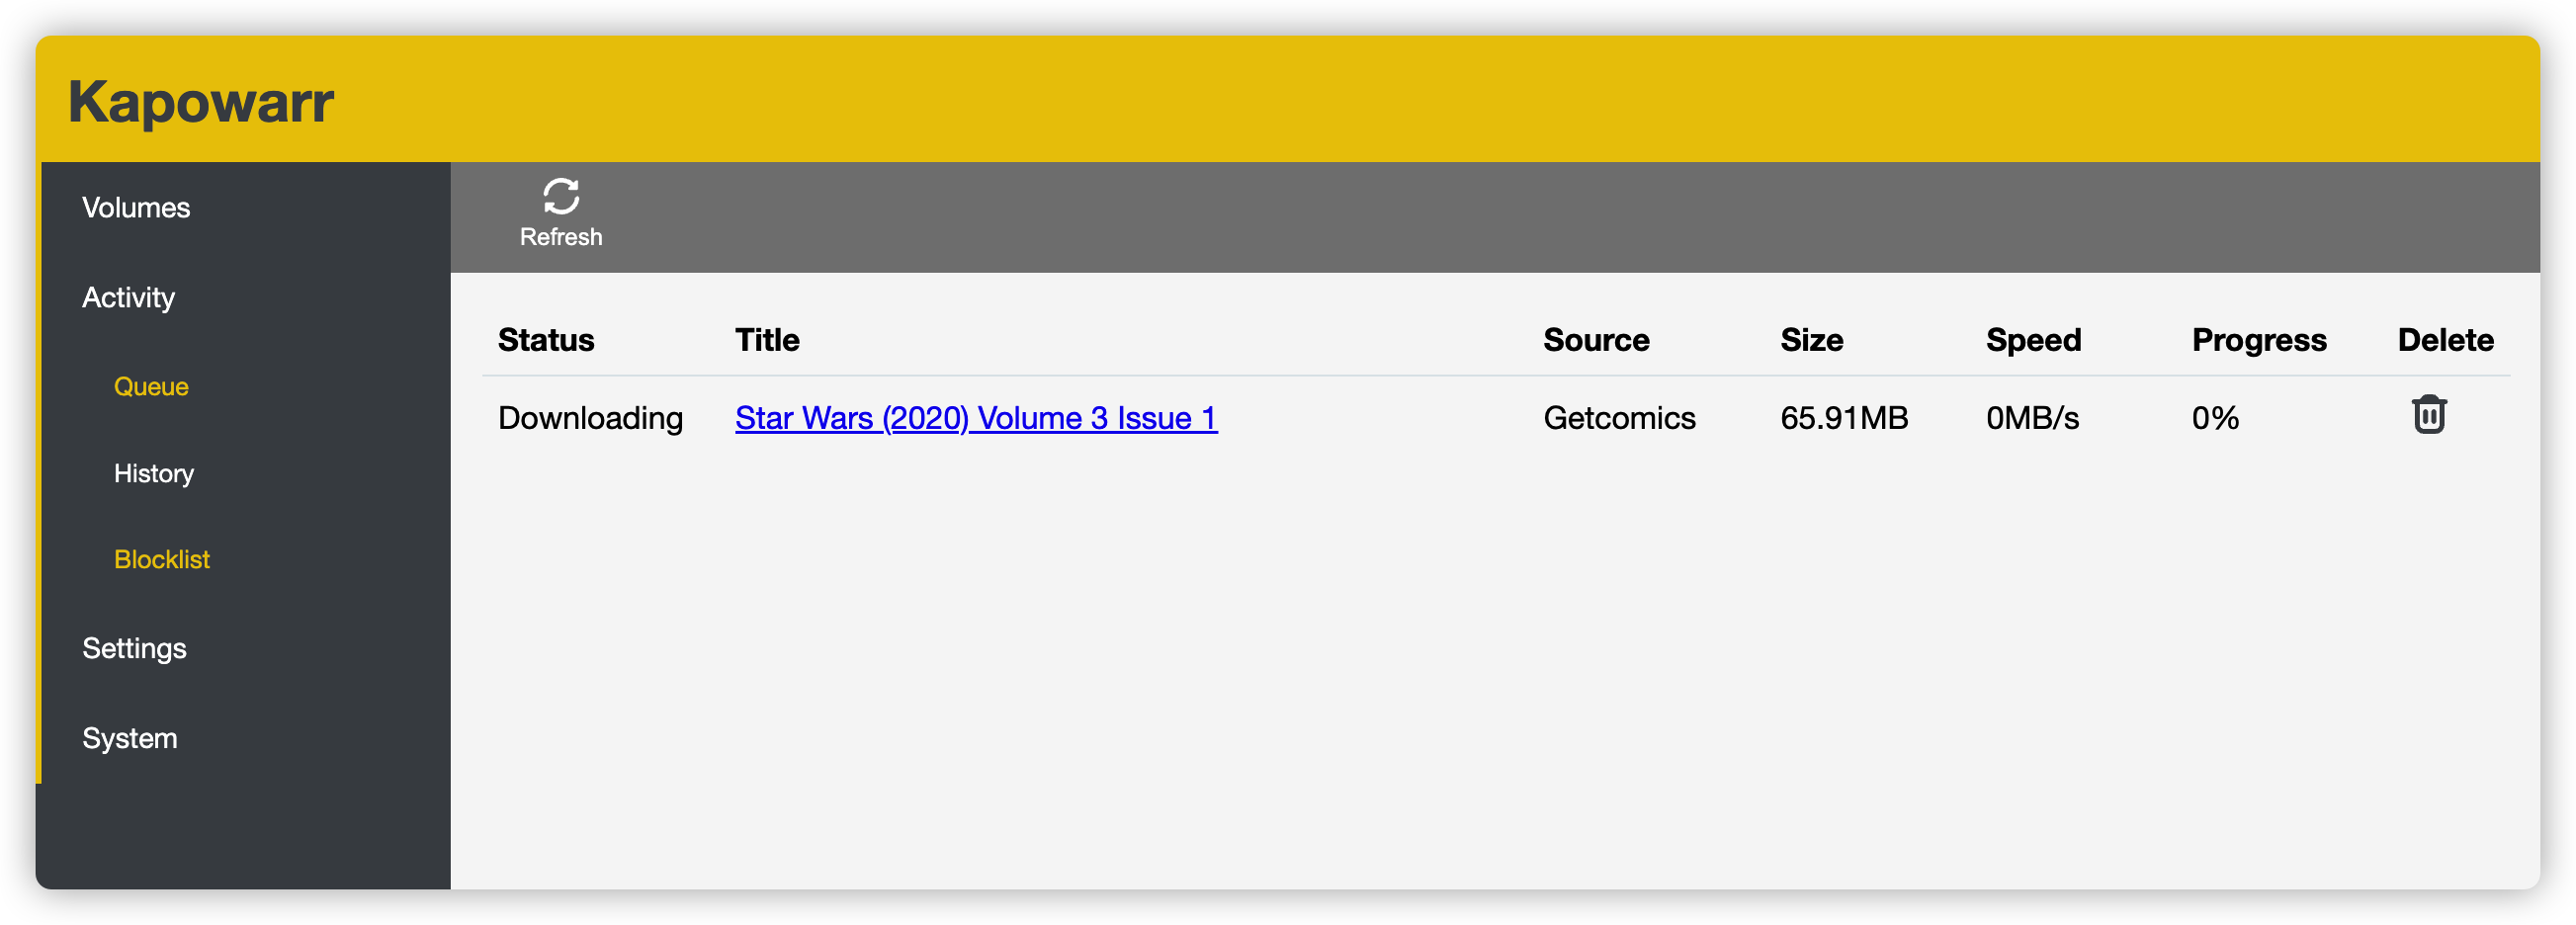 Kapowarr
Volumes
Activity
Queue
History
Blocklist
Settings
System
Refresh
Status Title Source Size Speed Progress Delete
Downloading Star Wars (2020) Volume 3 Issue 1 Getcomics 65.91MB 0MB/s 0%